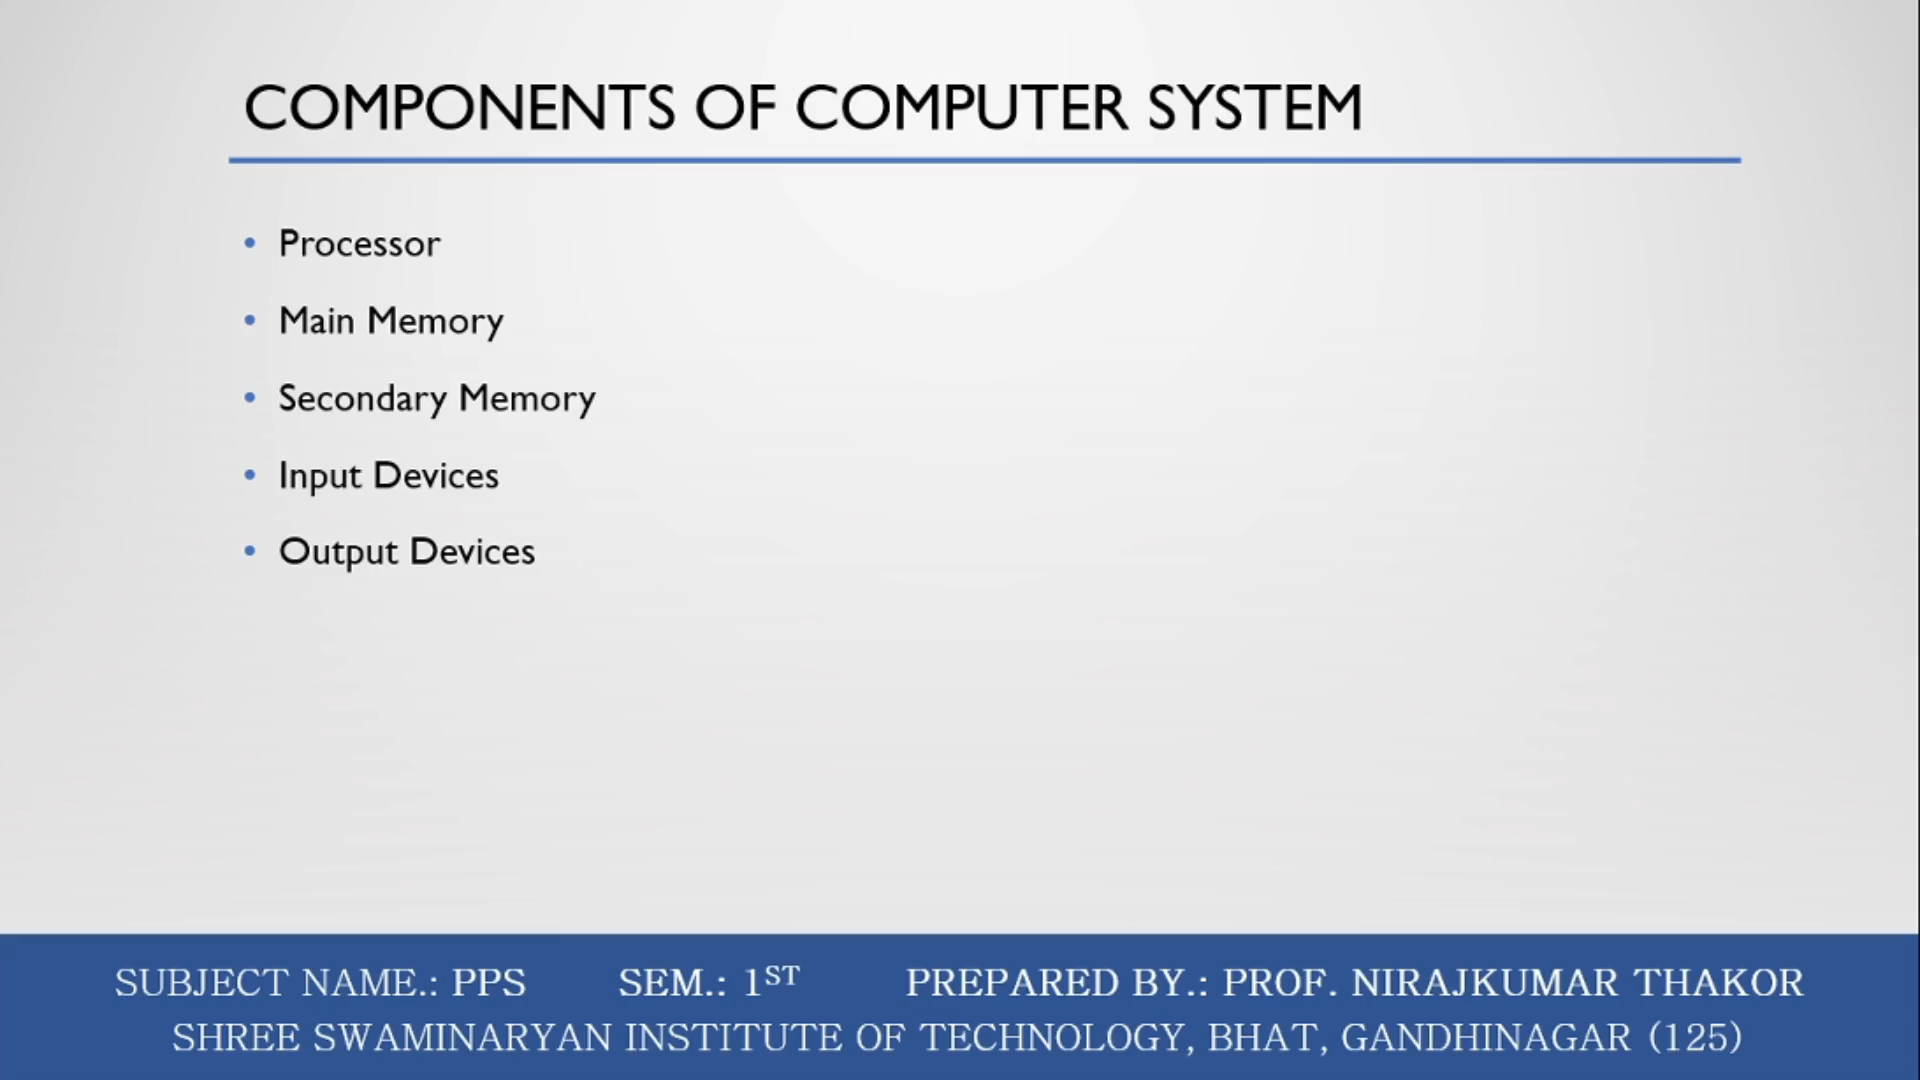 COMPONENTS OF COMPUTER SYSTEM
• Processor
• Main Memory
• Secondary Memory
• Input Devices
• Output Devices
SUBJECT NAME.: PPS SEM.: 1ST PREPARED BY.: PROF. NIRAJKUMAR THAKOR
SHREE SWAMINARYAN INSTITUTE OF TECHNOLOGY, BHAT, GANDHINAGAR (125)